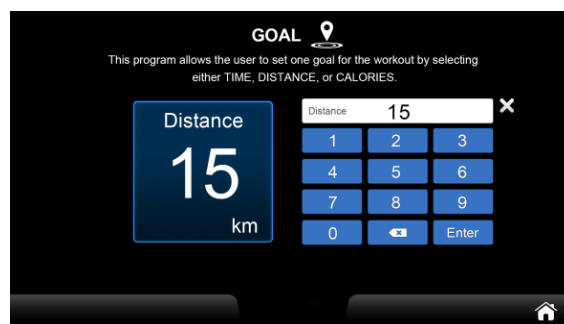 GOAL
This program allows the user to set one goal for the workout by selecting
either TIME, DISTANCE, or CALORIES.
Distance
15
km
Distance 15
1 2 3
4 5 6
7 8 9
0 Enter